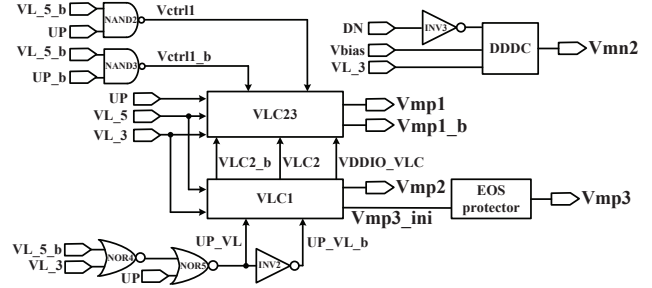 VL_5_b
UP
NAND2
Vctrl1
VL_5_b
UP_b
NAND3
Vctrl1_b
DN
INV3
Vbias
VL_3
DDDC
Vmn2
UP
VL_5
VL_3
VLC23
Vmp1
Vmp1_b
VLC2_b
VLC2
VDDIO_VLC
VLC1
Vmp2
Vmp3_ini
EOS
protector
Vmp3
VL_5_b
VL_3
NOR4
UP
NOR5
UP_VL
INV2
UP_VL_b